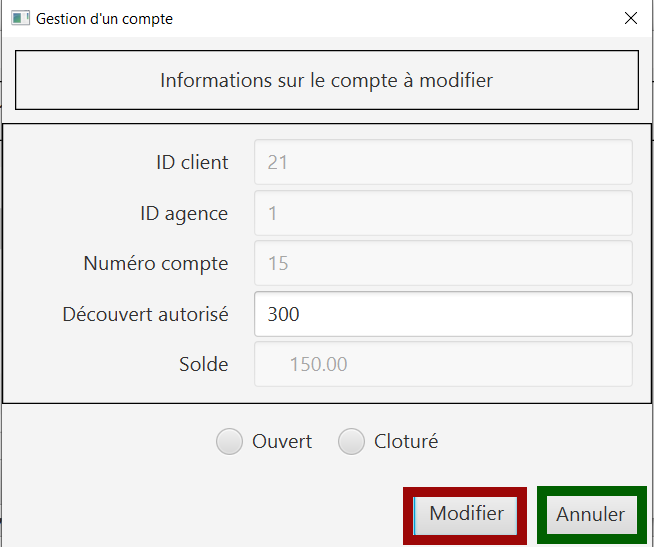 Gestion d'un compte
Informations sur le compte à modifier
ID client 21
ID agence 1
Numéro compte 15
Découvert autorisé 300
Solde 150.00
Ouvert Cloturé
Modifier Annuler